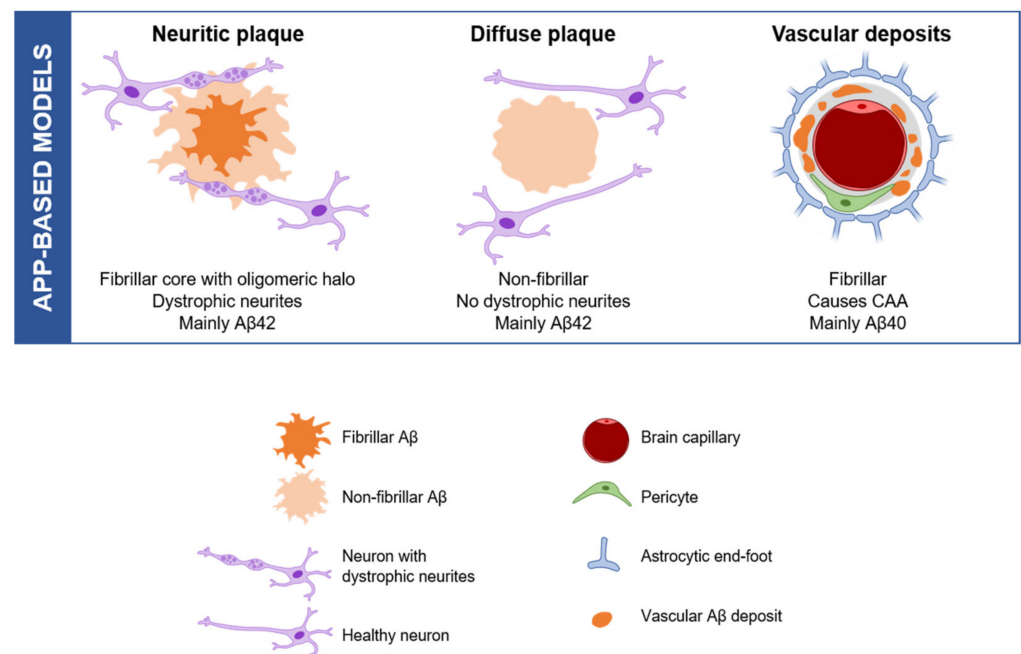 APP-BASED MODELS
Neuritic plaque
Fibrillar core with oligomeric halo
Dystrophic neurites
Mainly Aβ42
Diffuse plaque
Non-fibrillar
No dystrophic neurites
Mainly Aβ42
Vascular deposits
Fibrillar
Causes CAA
Mainly Aβ40
Fibrillar Aβ
Non-fibrillar Aβ
Neuron with
dystrophic neurites
Healthy neuron
Brain capillary
Pericyte
Astrocytic end-foot
Vascular Aβ deposit